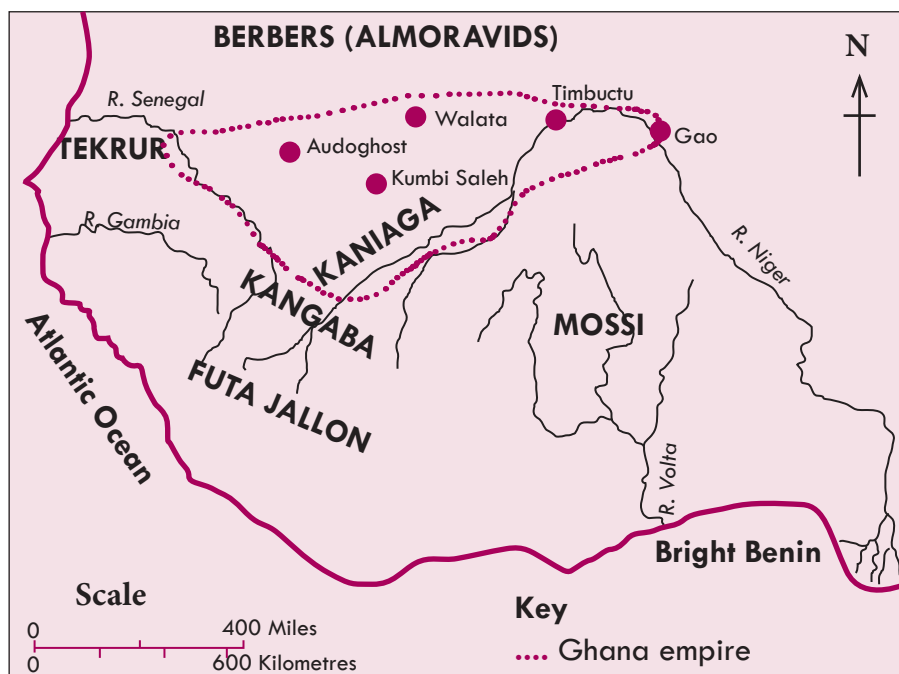 BERBERS (ALMORAVIDS)
N
R. Senegal
Timbuctu
Walata
TEKRUR
Audoghost
Gao
Kumbi Saleh
R. Gambia
KANIAGA
R. Niger
KANGABA
MOSSI
FUTA JALLON
Atlantic Ocean
R. Volta
Bright Benin
Scale
0 400 Miles
0 600 Kilometres
Key
Ghana empire